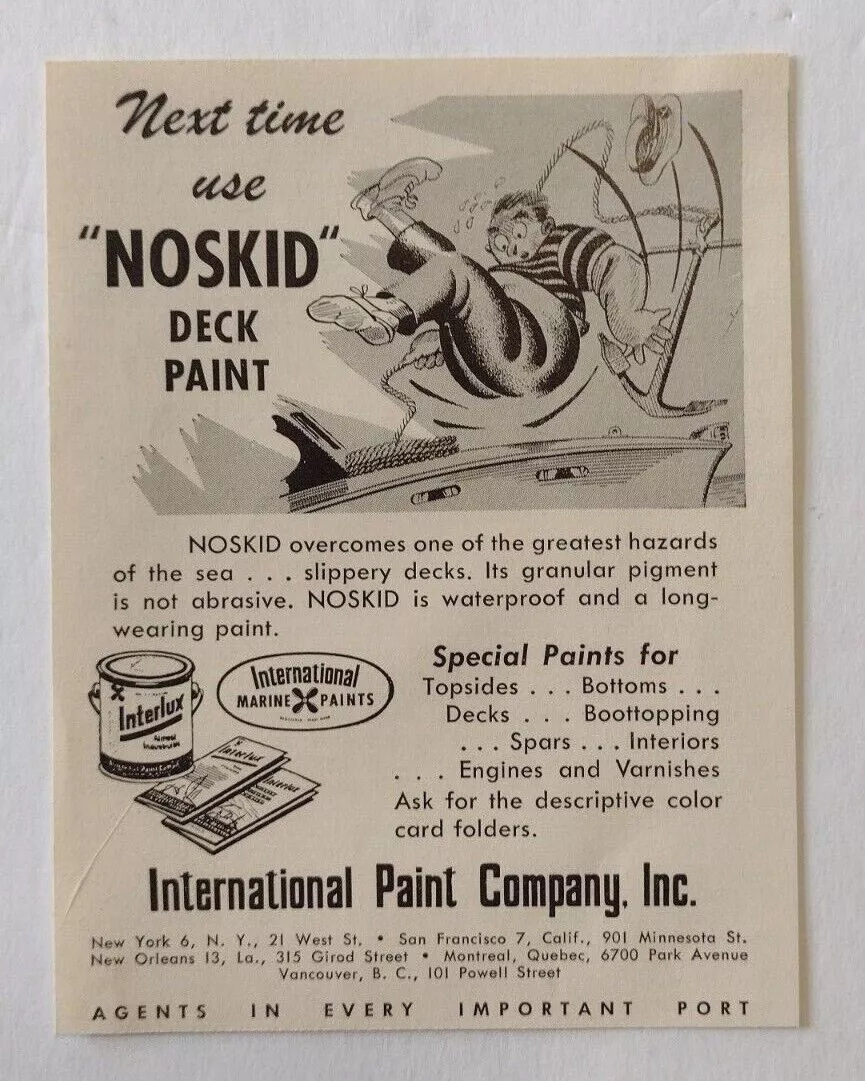 Next time
use
"NOSKID"
DECK
PAINT
NOSKID overcomes one of the greatest hazards
of the sea . . . slippery decks. Its granular pigment
is not abrasive. NOSKID is waterproof and a long-
wearing paint.
Interlux
International
MARINE PAINTS
Interlux
Interlux
Special Paints for
Topsides . . . Bottoms . . .
Decks . . . Boottopping
. . . Spars . . . Interiors
. . . Engines and Varnishes
Ask for the descriptive color
card folders.
International Paint Company, Inc.
New York 6, N. Y., 21 West St. • San Francisco 7, Calif., 901 Minnesota St.
New Orleans 13, La., 315 Girod Street • Montreal, Quebec, 6700 Park Avenue
Vancouver, B. C., 101 Powell Street
AGENTS IN EVERY IMPORTANT PORT